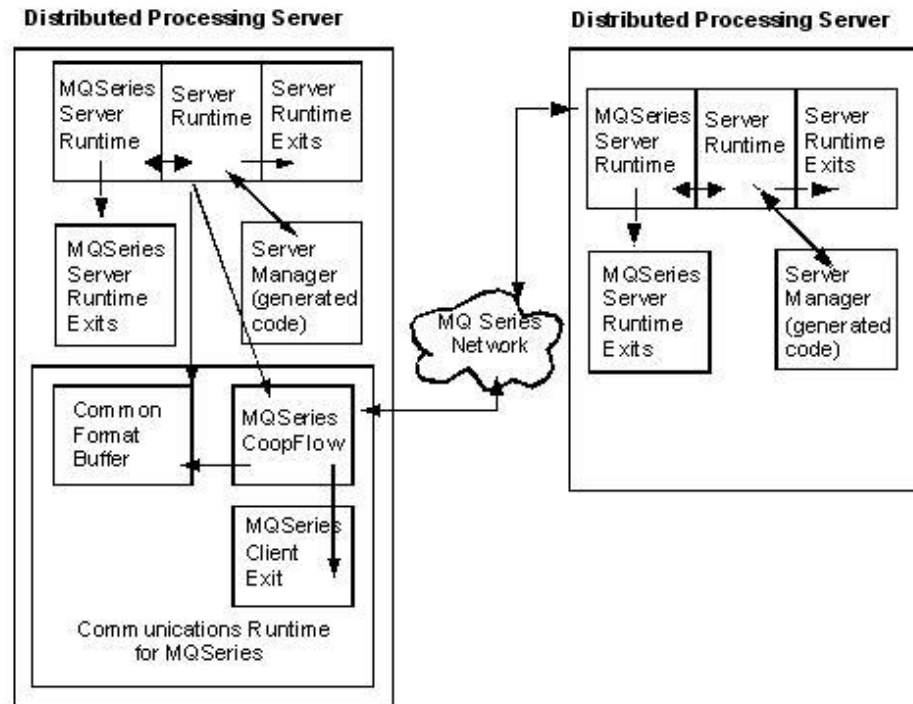 Distributed Processing Server
MQSeries
Server
Runtime
Server
Runtime
Server
Runtime
Exits
MQSeries
Server
Runtime
Exits
Server
Manager
(generated
code)
Common
Format
Buffer
MQSeries
CoopFlow
MQSeries
Client
Exit
Communications Runtime
for MQSeries
MQ Series
Network
Distributed Processing Server
MQSeries
Server
Runtime
Server
Runtime
Server
Runtime
Exits
MQSeries
Server
Runtime
Exits
Server
Manager
(generated
code)